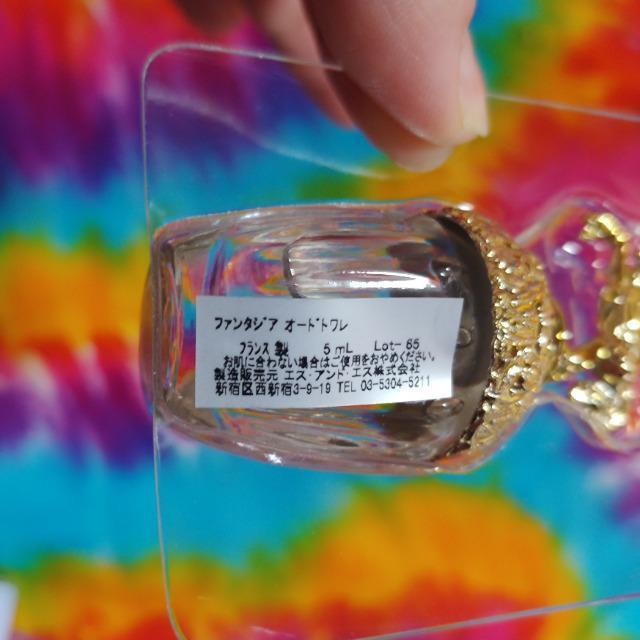 ファンタジア オードトワレ
フランス 製 5 mL Lot- 65
お肌に合わない場合はご使用をおやめください。
製造販売元 エス・アンド・エス株式会社
新宿区西新宿3-9-19 TEL 03-5304-5211